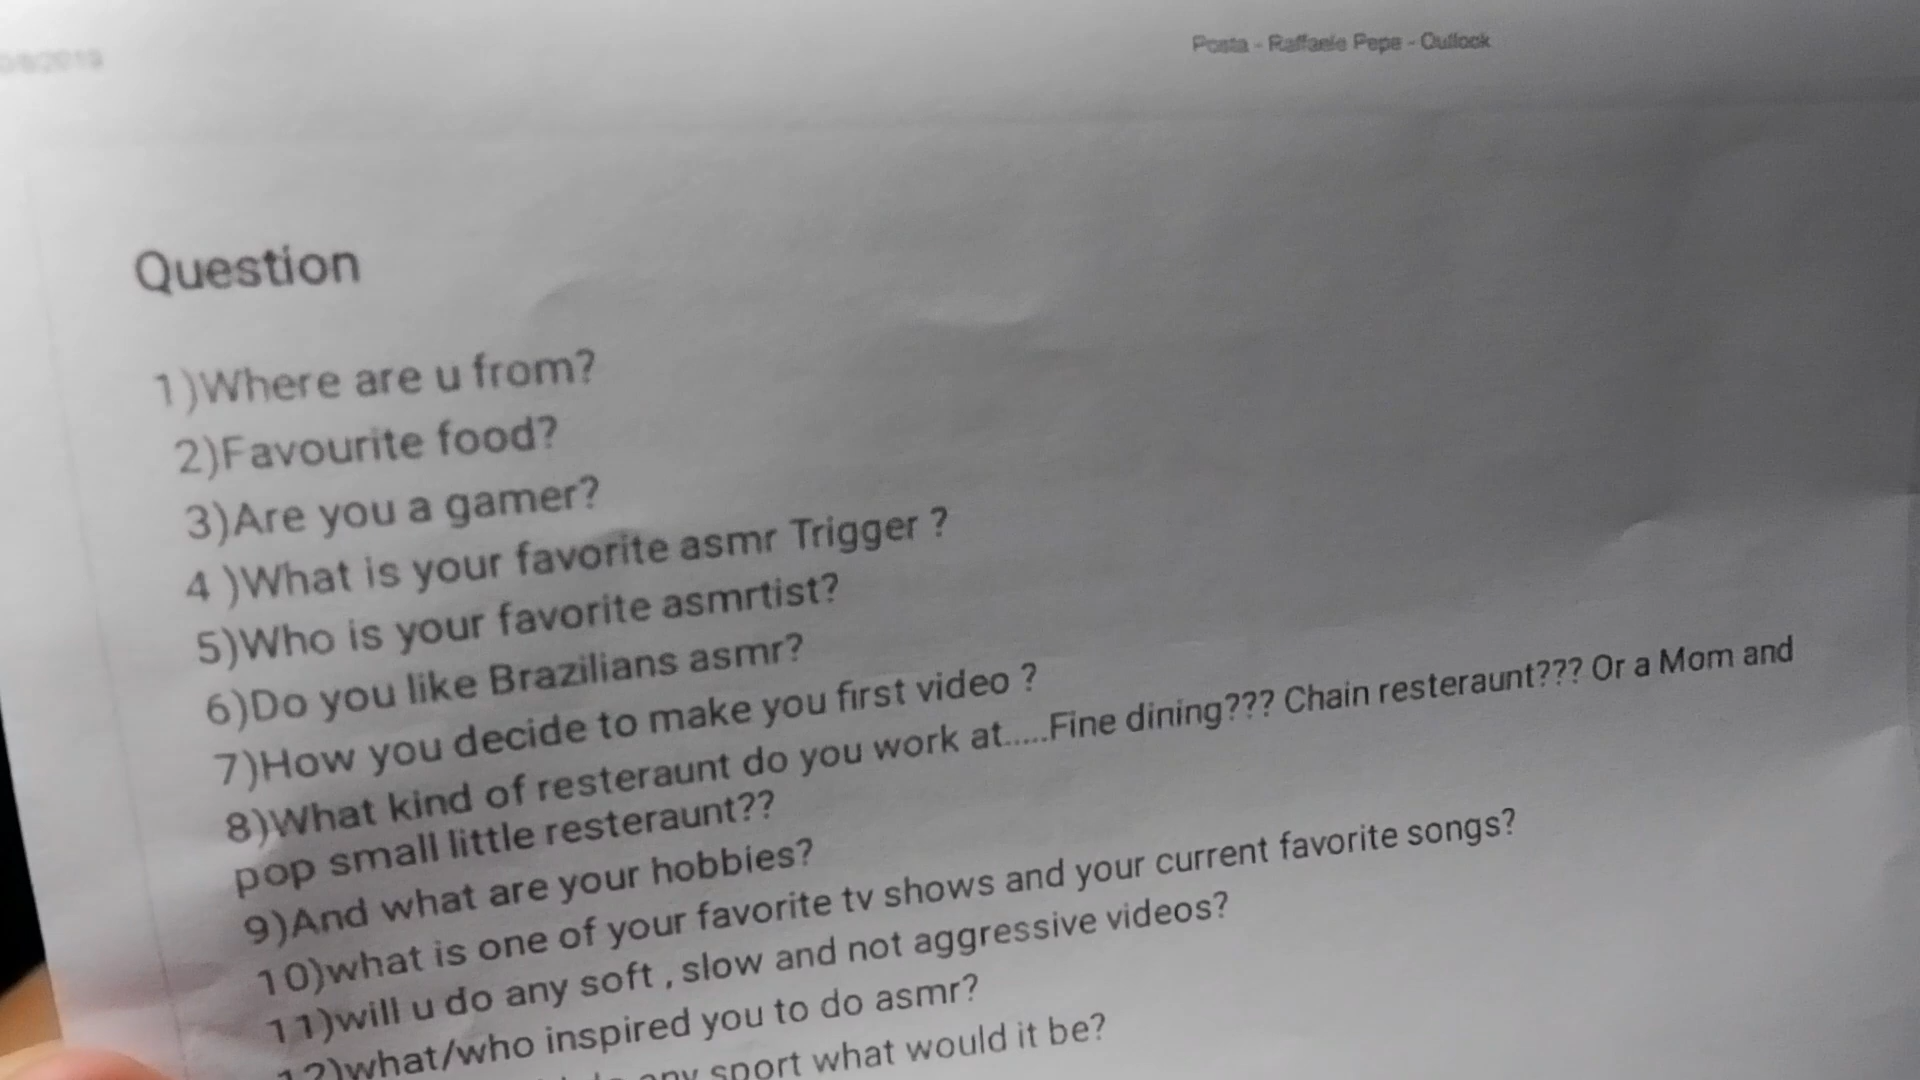 Posta - Raffaele Pepe - Outlook
Question
1)Where are u from?
2)Favourite food?
3)Are you a gamer?
4 )What is your favorite asmr Trigger ?
5)Who is your favorite asmrtist?
6)Do you like Brazilians asmr?
7)How you decide to make you first video ?
8)What kind of resteraunt do you work at.....Fine dining??? Chain resteraunt??? Or a Mom and
pop small little resteraunt??
9)And what are your hobbies?
10)what is one of your favorite tv shows and your current favorite songs?
11)will u do any soft , slow and not aggressive videos?
12)what/who inspired you to do asmr?
any sport what would it be?